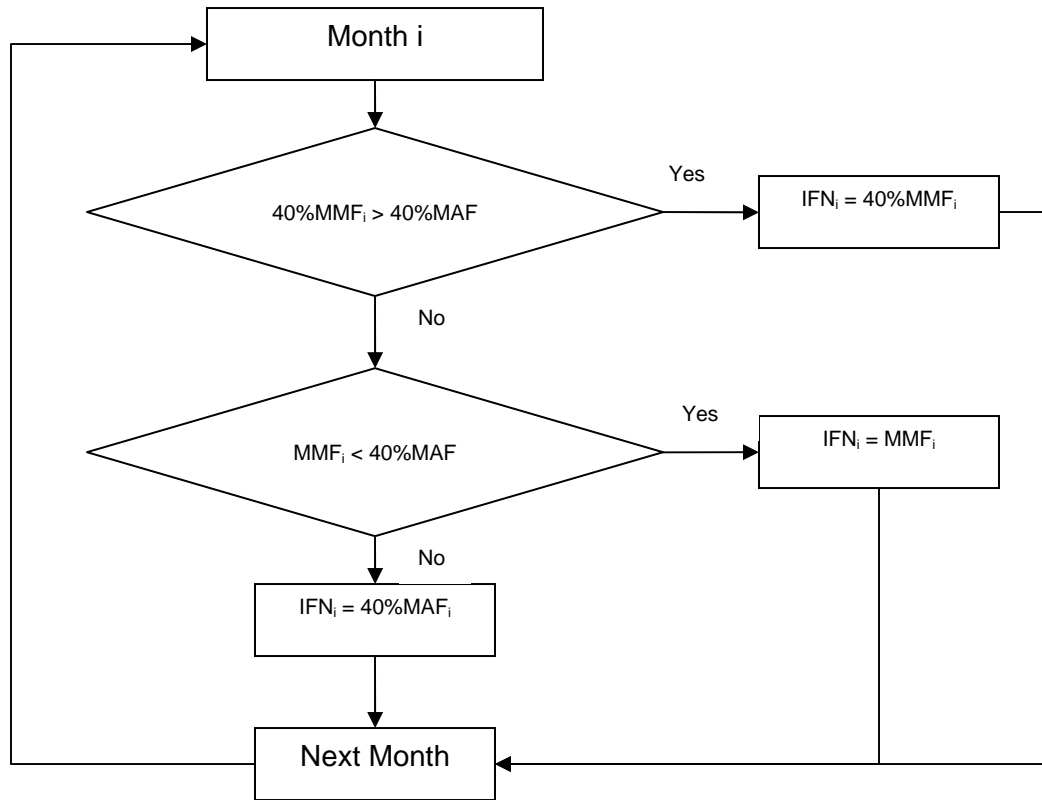 Month i
40%MMFᵢ > 40%MAF
Yes
IFNᵢ = 40%MMFᵢ
No
MMFᵢ < 40%MAF
Yes
IFNᵢ = MMFᵢ
No
IFNᵢ = 40%MAFᵢ
Next Month